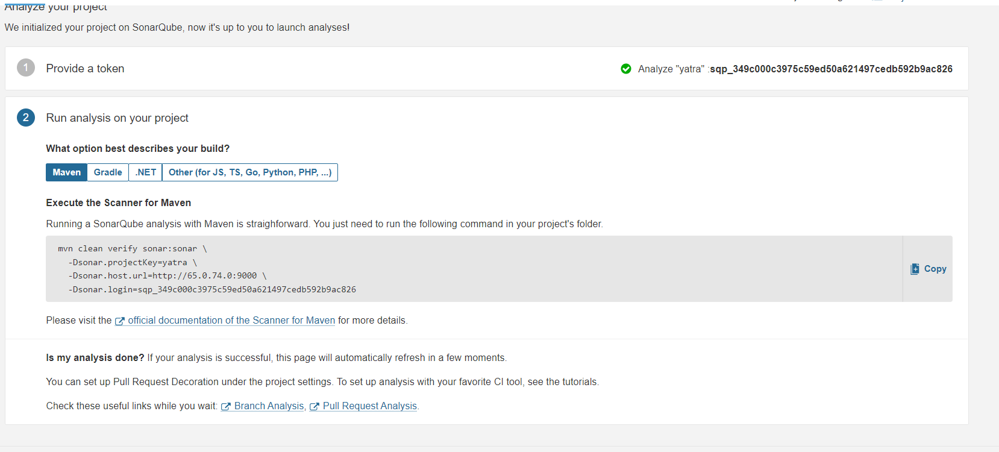 Analyze your project
We initialized your project on SonarQube, now it's up to you to launch analyses!
1 Provide a token
Analyze "yatra" :sqp_349c000c3975c59ed50a621497cedb592b9ac826
2 Run analysis on your project
What option best describes your build?
Maven Gradle .NET Other (for JS, TS, Go, Python, PHP, ...)
Execute the Scanner for Maven
Running a SonarQube analysis with Maven is straighforward. You just need to run the following command in your project's folder.
mvn clean verify sonar:sonar \
-Dsonar.projectKey=yatra \
-Dsonar.host.url=http://65.0.74.0:9000 \
-Dsonar.login=sqp_349c000c3975c59ed50a621497cedb592b9ac826
Copy
Please visit the official documentation of the Scanner for Maven for more details.
Is my analysis done? If your analysis is successful, this page will automatically refresh in a few moments.
You can set up Pull Request Decoration under the project settings. To set up analysis with your favorite CI tool, see the tutorials.
Check these useful links while you wait: Branch Analysis, Pull Request Analysis.